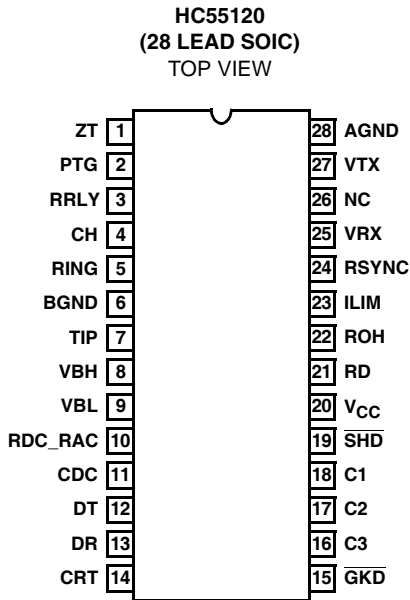 HC55120
(28 LEAD SOIC)
TOP VIEW
ZT 1 28 AGND
PTG 2 27 VTX
RRLY 3 26 NC
CH 4 25 VRX
RING 5 24 RSYNC
BGND 6 23 ILIM
TIP 7 22 ROH
VBH 8 21 RD
VBL 9 20 VCC
RDC_RAC 10 19 SHD
CDC 11 18 C1
DT 12 17 C2
DR 13 16 C3
CRT 14 15 GKD